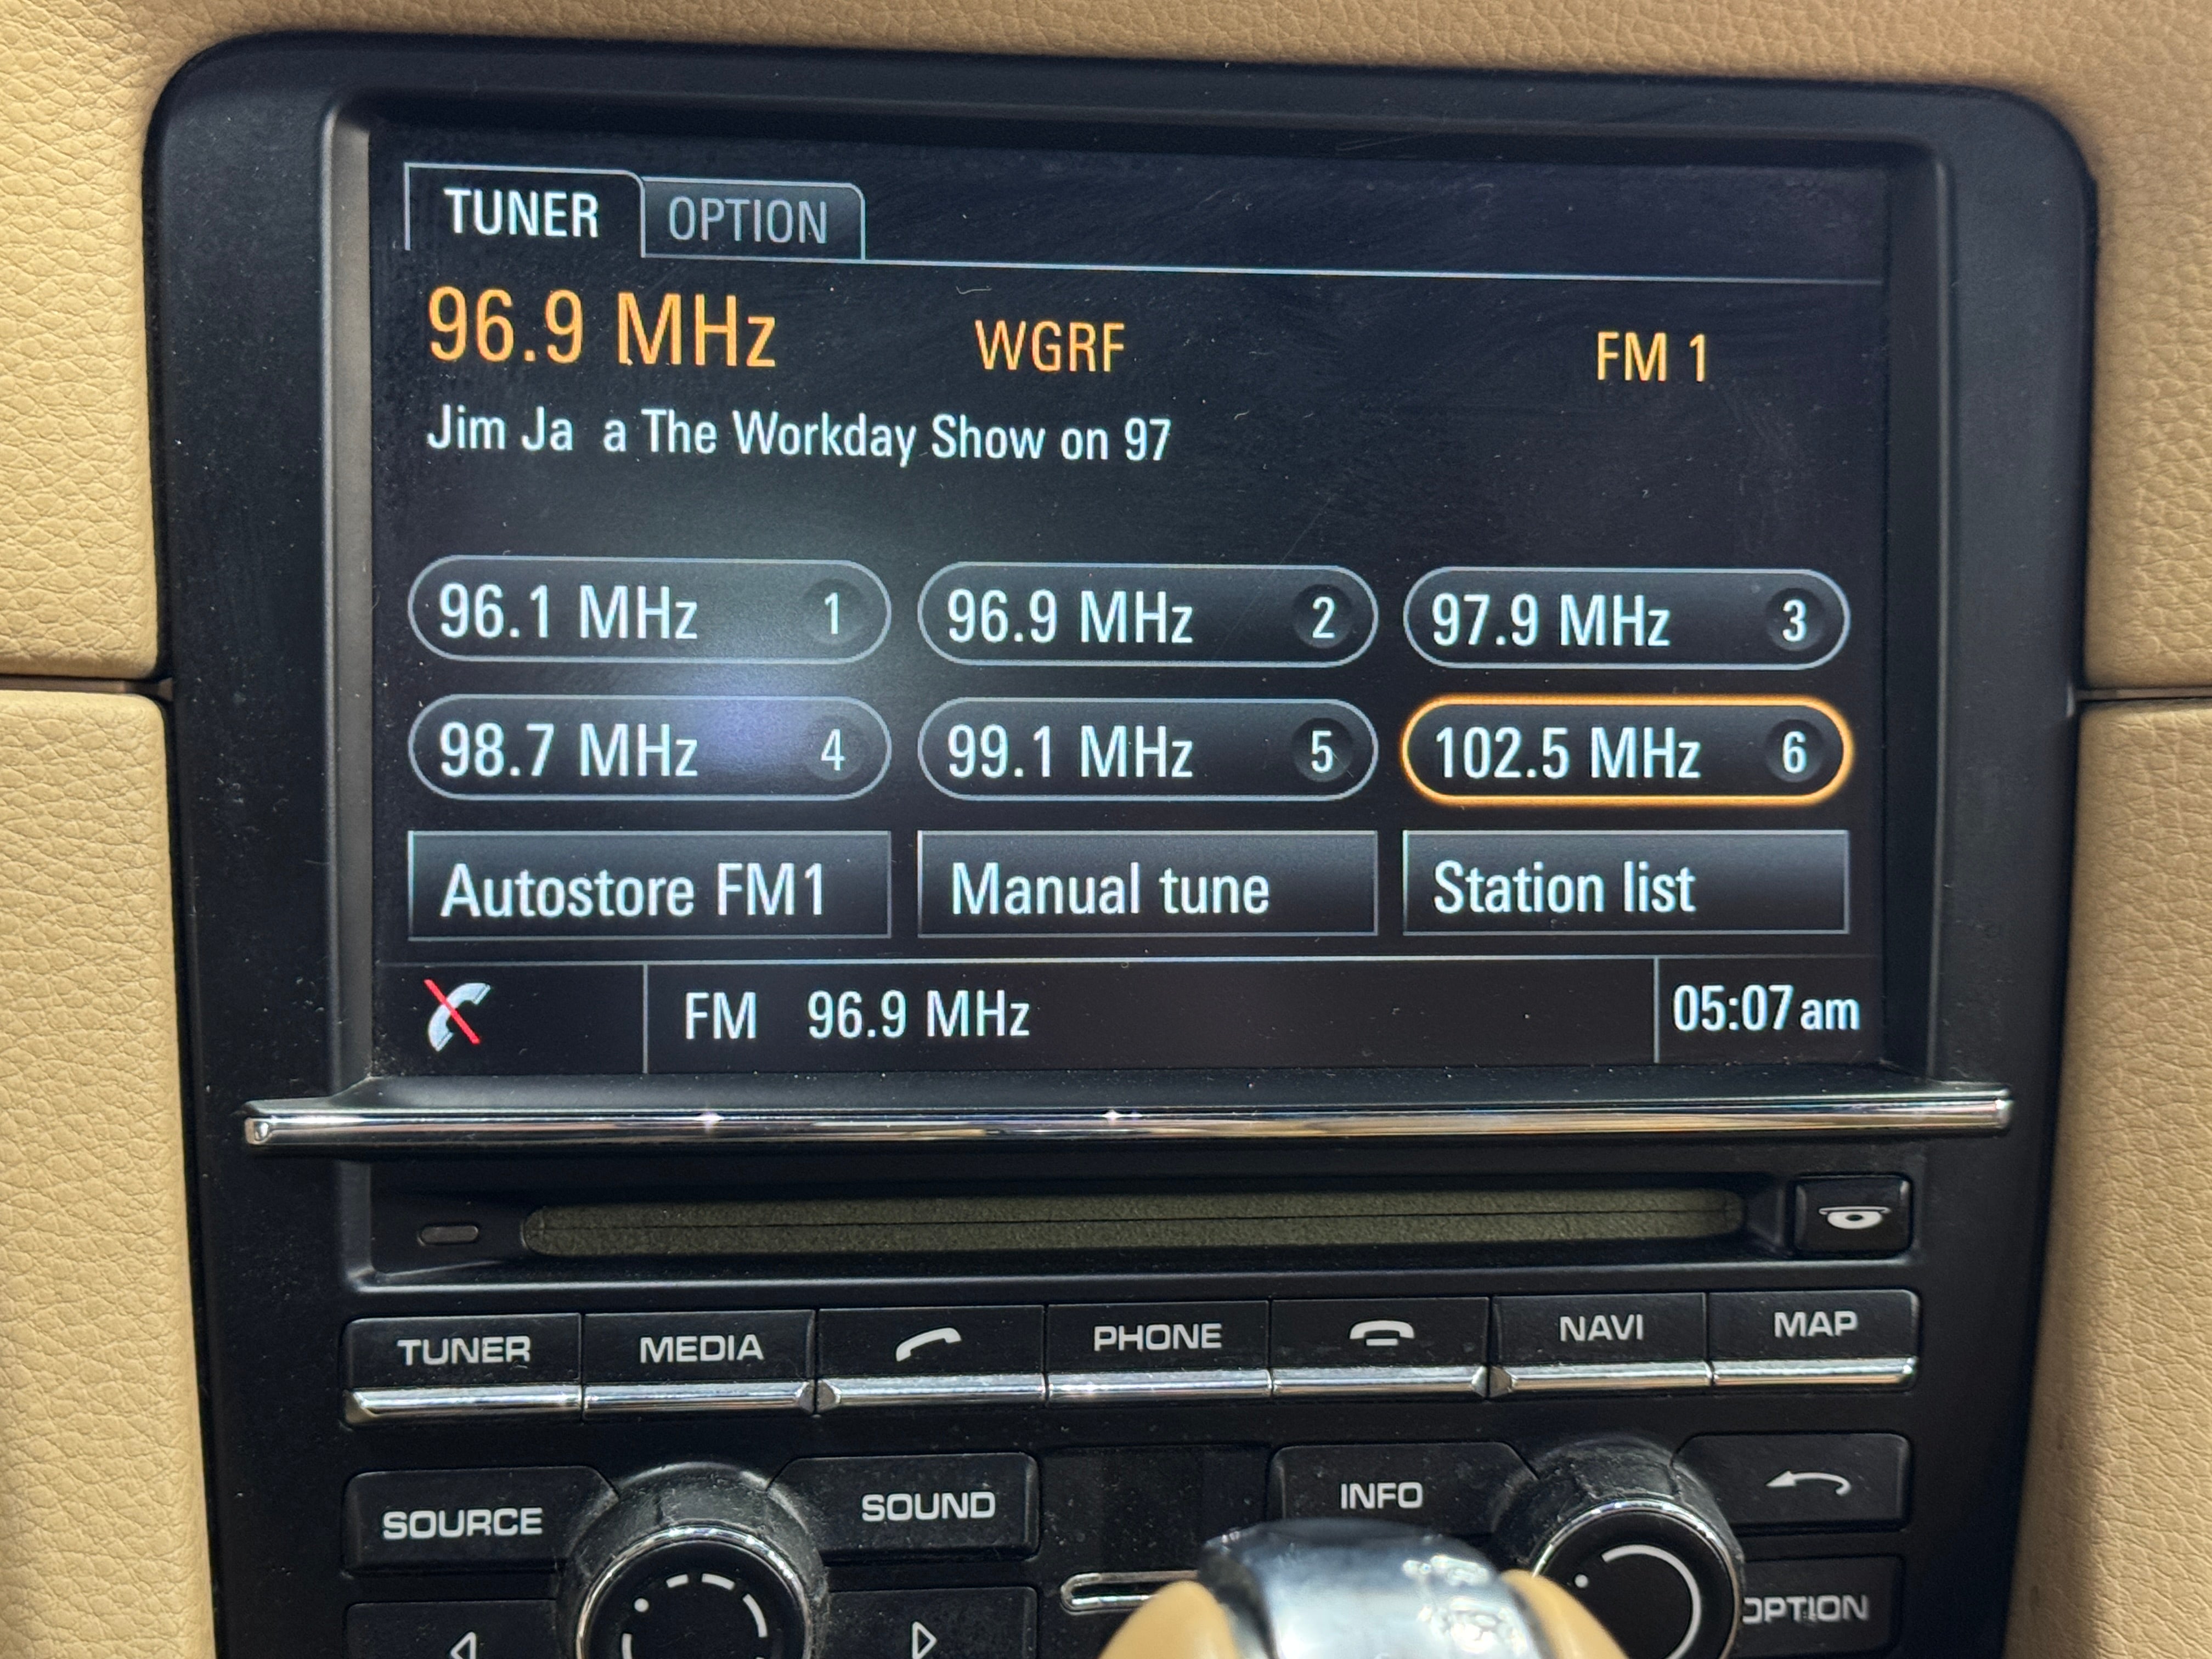 TUNER OPTION
96.9 MHz WGRF FM 1
Jim Ja a The Workday Show on 97
96.1 MHz 1 96.9 MHz 2 97.9 MHz 3
98.7 MHz 4 99.1 MHz 5 102.5 MHz 6
Autostore FM1 Manual tune Station list
FM 96.9 MHz 05:07 am
TUNER MEDIA PHONE NAVI MAP
SOURCE SOUND INFO
OPTION